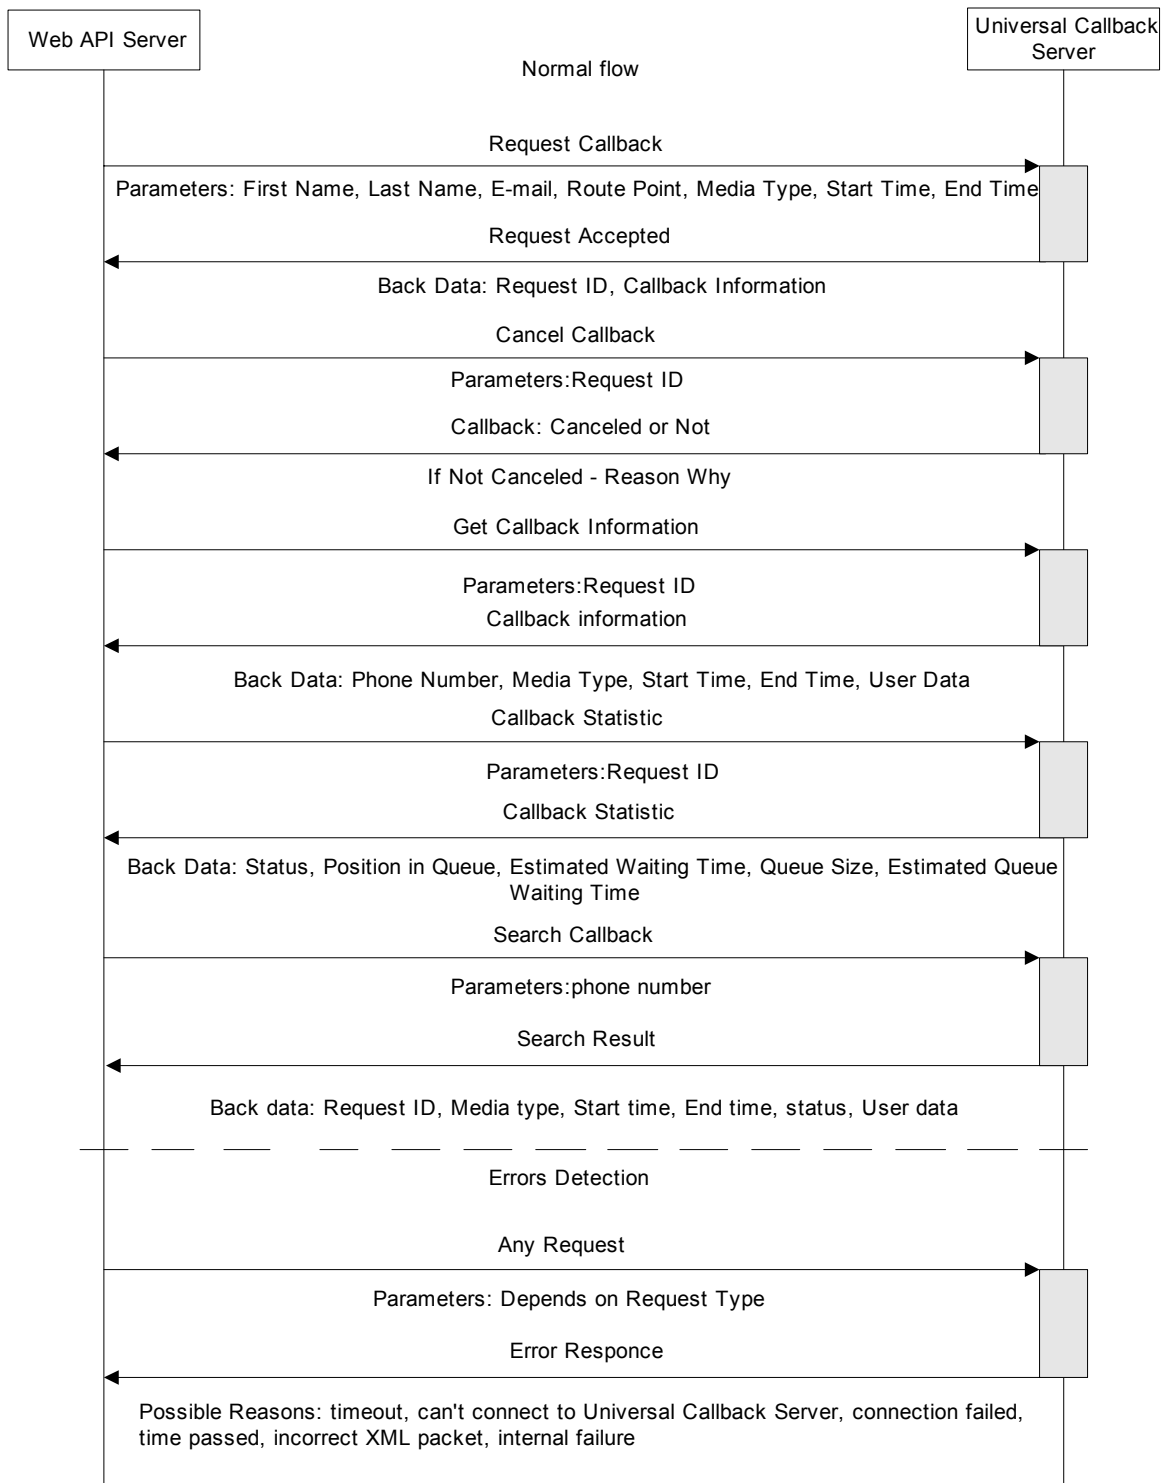 Web API Server
Universal Callback
Server
Normal flow
Request Callback
Parameters: First Name, Last Name, E-mail, Route Point, Media Type, Start Time, End Time
Request Accepted
Back Data: Request ID, Callback Information
Cancel Callback
Parameters:Request ID
Callback: Canceled or Not
If Not Canceled - Reason Why
Get Callback Information
Parameters:Request ID
Callback information
Back Data: Phone Number, Media Type, Start Time, End Time, User Data
Callback Statistic
Parameters:Request ID
Callback Statistic
Back Data: Status, Position in Queue, Estimated Waiting Time, Queue Size, Estimated Queue
Waiting Time
Search Callback
Parameters:phone number
Search Result
Back data: Request ID, Media type, Start time, End time, status, User data
Errors Detection
Any Request
Parameters: Depends on Request Type
Error Responce
Possible Reasons: timeout, can't connect to Universal Callback Server, connection failed,
time passed, incorrect XML packet, internal failure